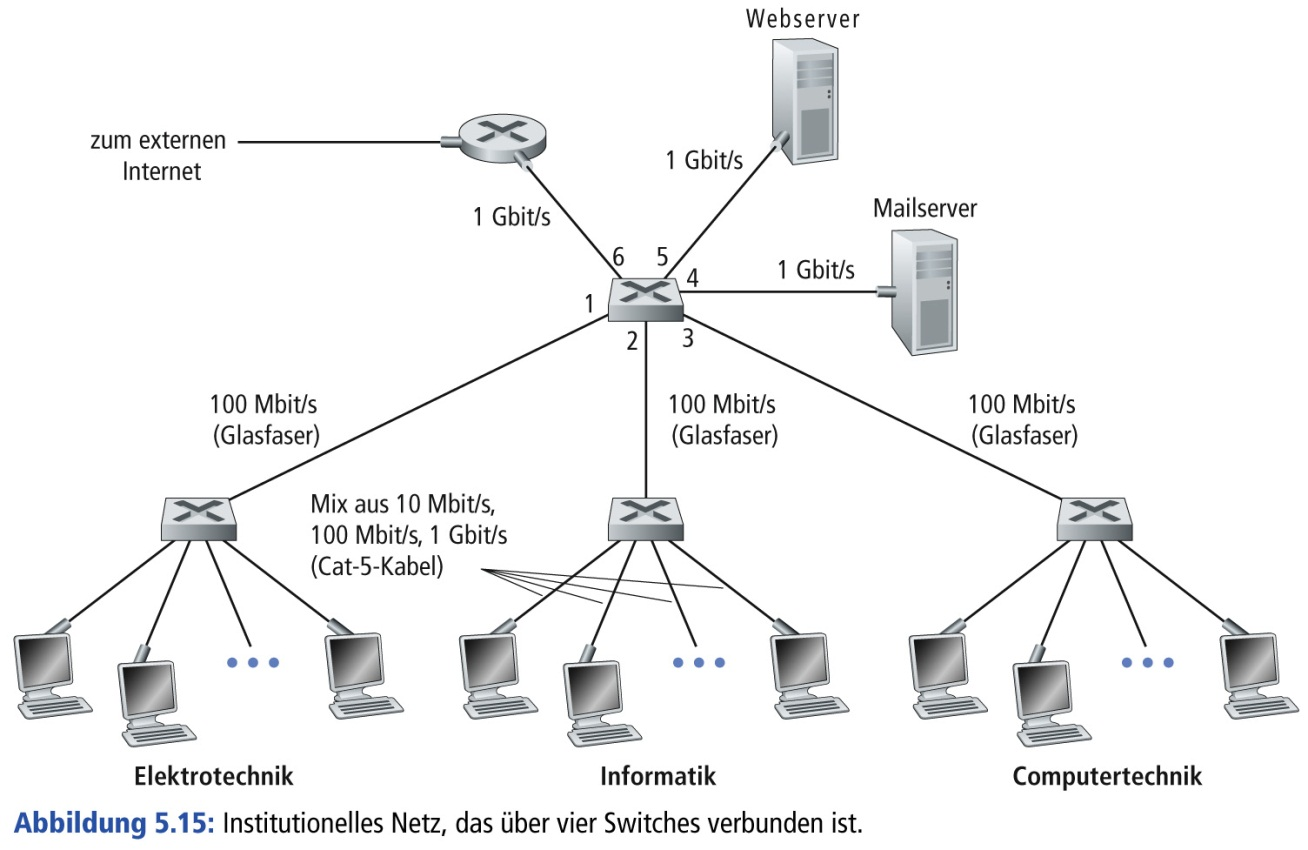 Webserver
zum externen
Internet
1 Gbit/s
1 Gbit/s
Mailserver
6
5
4
1 Gbit/s
1
2
3
100 Mbit/s
(Glasfaser)
100 Mbit/s
(Glasfaser)
100 Mbit/s
(Glasfaser)
Mix aus 10 Mbit/s,
100 Mbit/s, 1 Gbit/s
(Cat-5-Kabel)
Elektrotechnik
Informatik
Computertechnik
Abbildung 5.15: Institutionelles Netz, das über vier Switches verbunden ist.